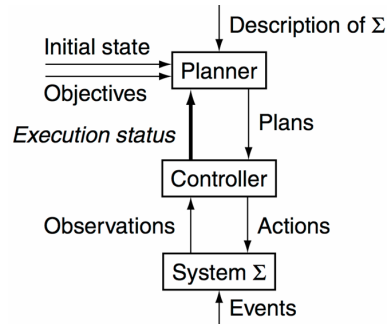 Description of Σ
Initial state
Planner
Objectives
Execution status
Plans
Controller
Observations
Actions
System Σ
Events